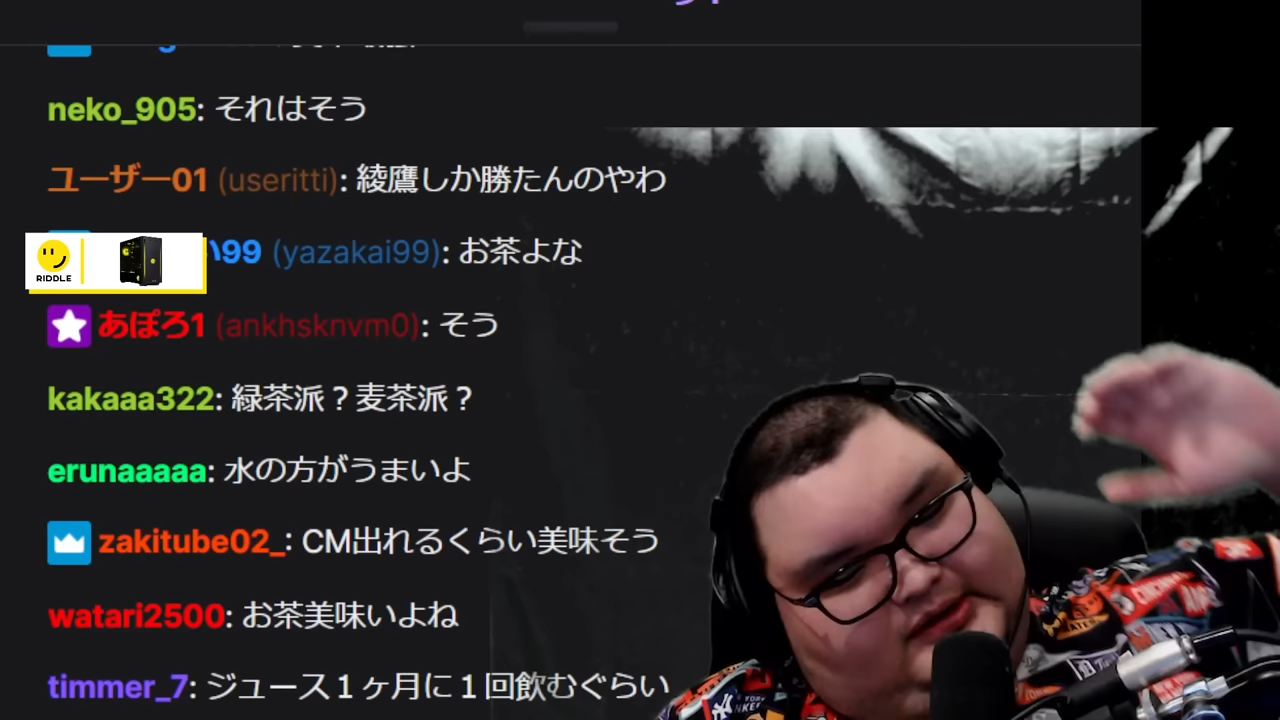 neko_905: それはそう
ユーザー01 (useritti): 綾鷹しか勝たんのやわ
99 (yazakai99): お茶よな
RIDDLE
あぽろ1 (ankhsknvm0): そう
kakaaa322: 緑茶派？麦茶派？
erunaaaaa: 水の方がうまいよ
zakitube02_: CM出れるくらい美味そう
watari2500: お茶美味いよね
timmer_7: ジュース１ヶ月に１回飲むぐらい